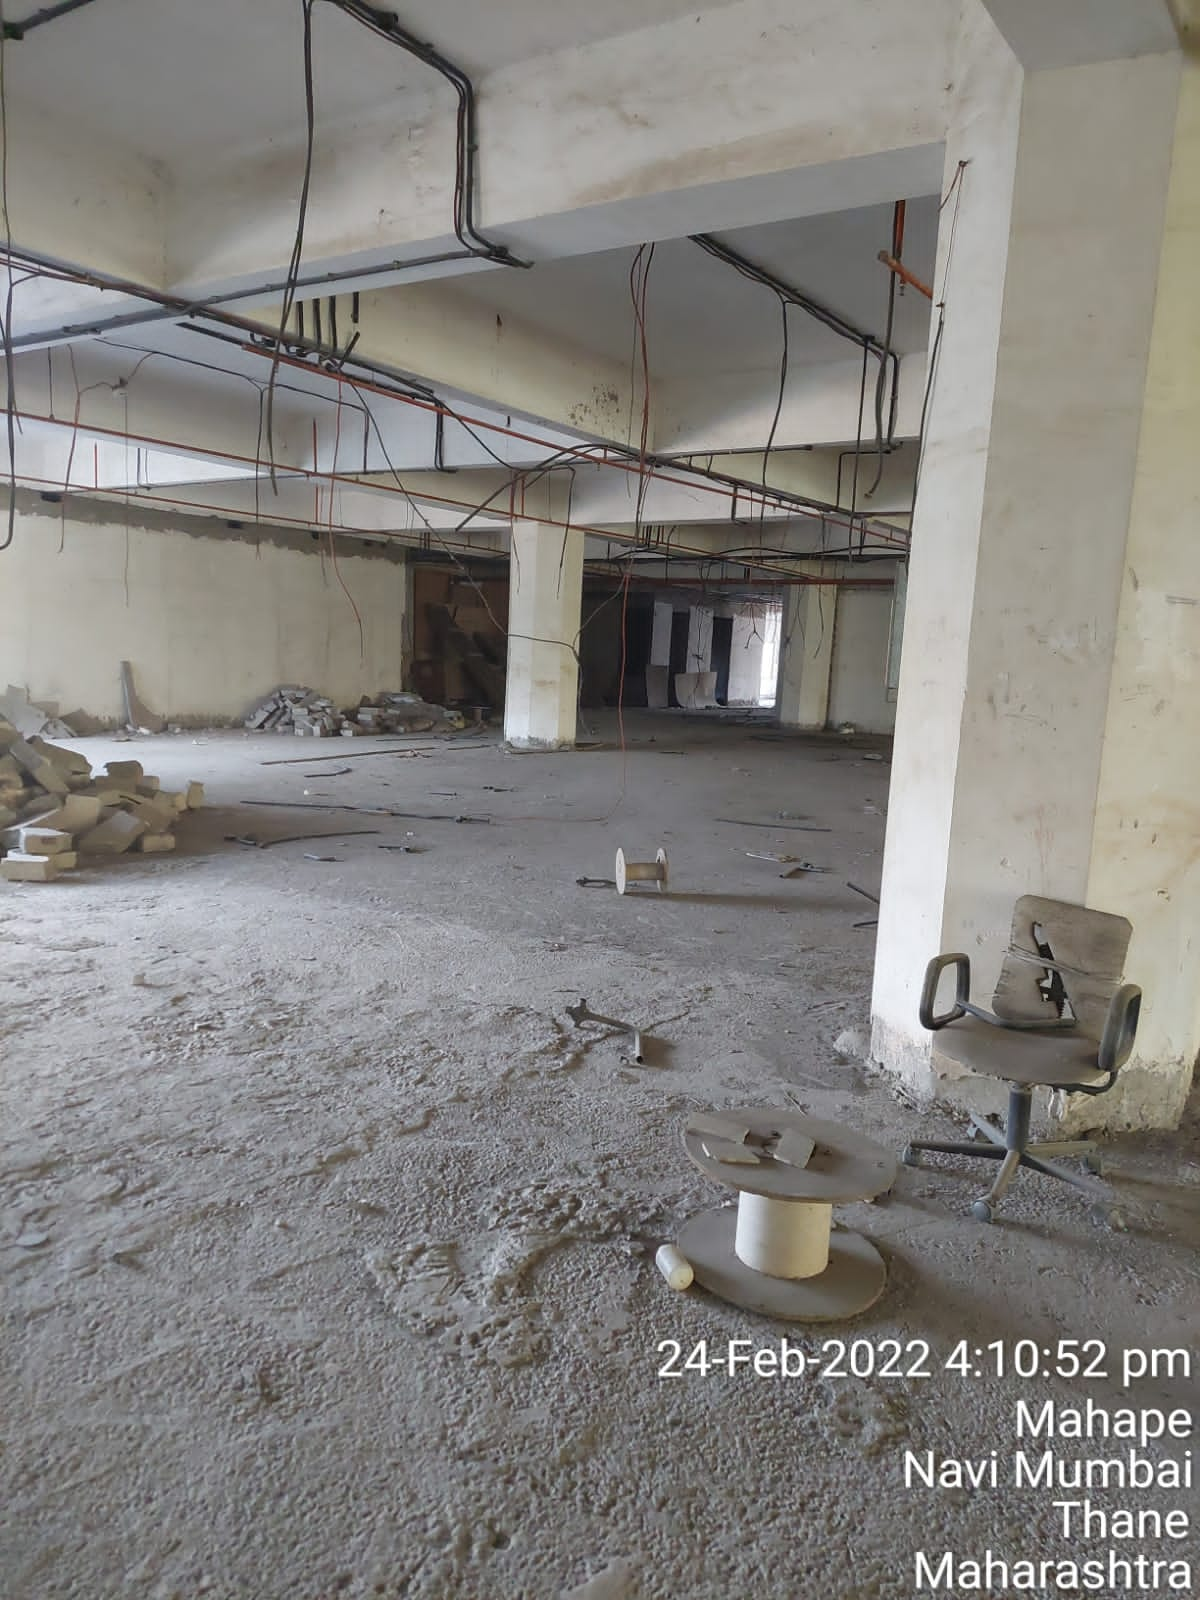 24-Feb-2022 4:10:52 pm
Mahape
Navi Mumbai
Thane
Maharashtra